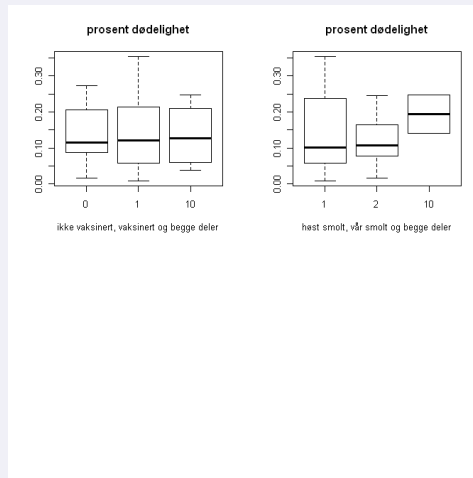 prosent dødelighet
0.00 0.10 0.20 0.30
0 1 10
ikke vaksinert, vaksinert og begge deler
prosent dødelighet
0.00 0.10 0.20 0.30
1 2 10
høst smolt, vår smolt og begge deler